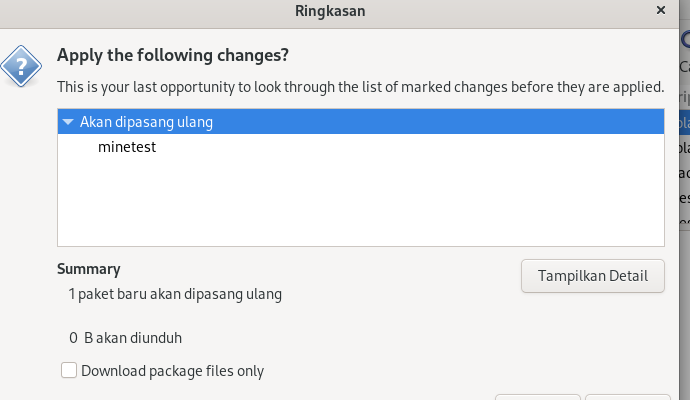 Ringkasan
Apply the following changes?
This is your last opportunity to look through the list of marked changes before they are applied.
Akan dipasang ulang
minetest
Summary
Tampilkan Detail
1 paket baru akan dipasang ulang
0 B akan diunduh
Download package files only